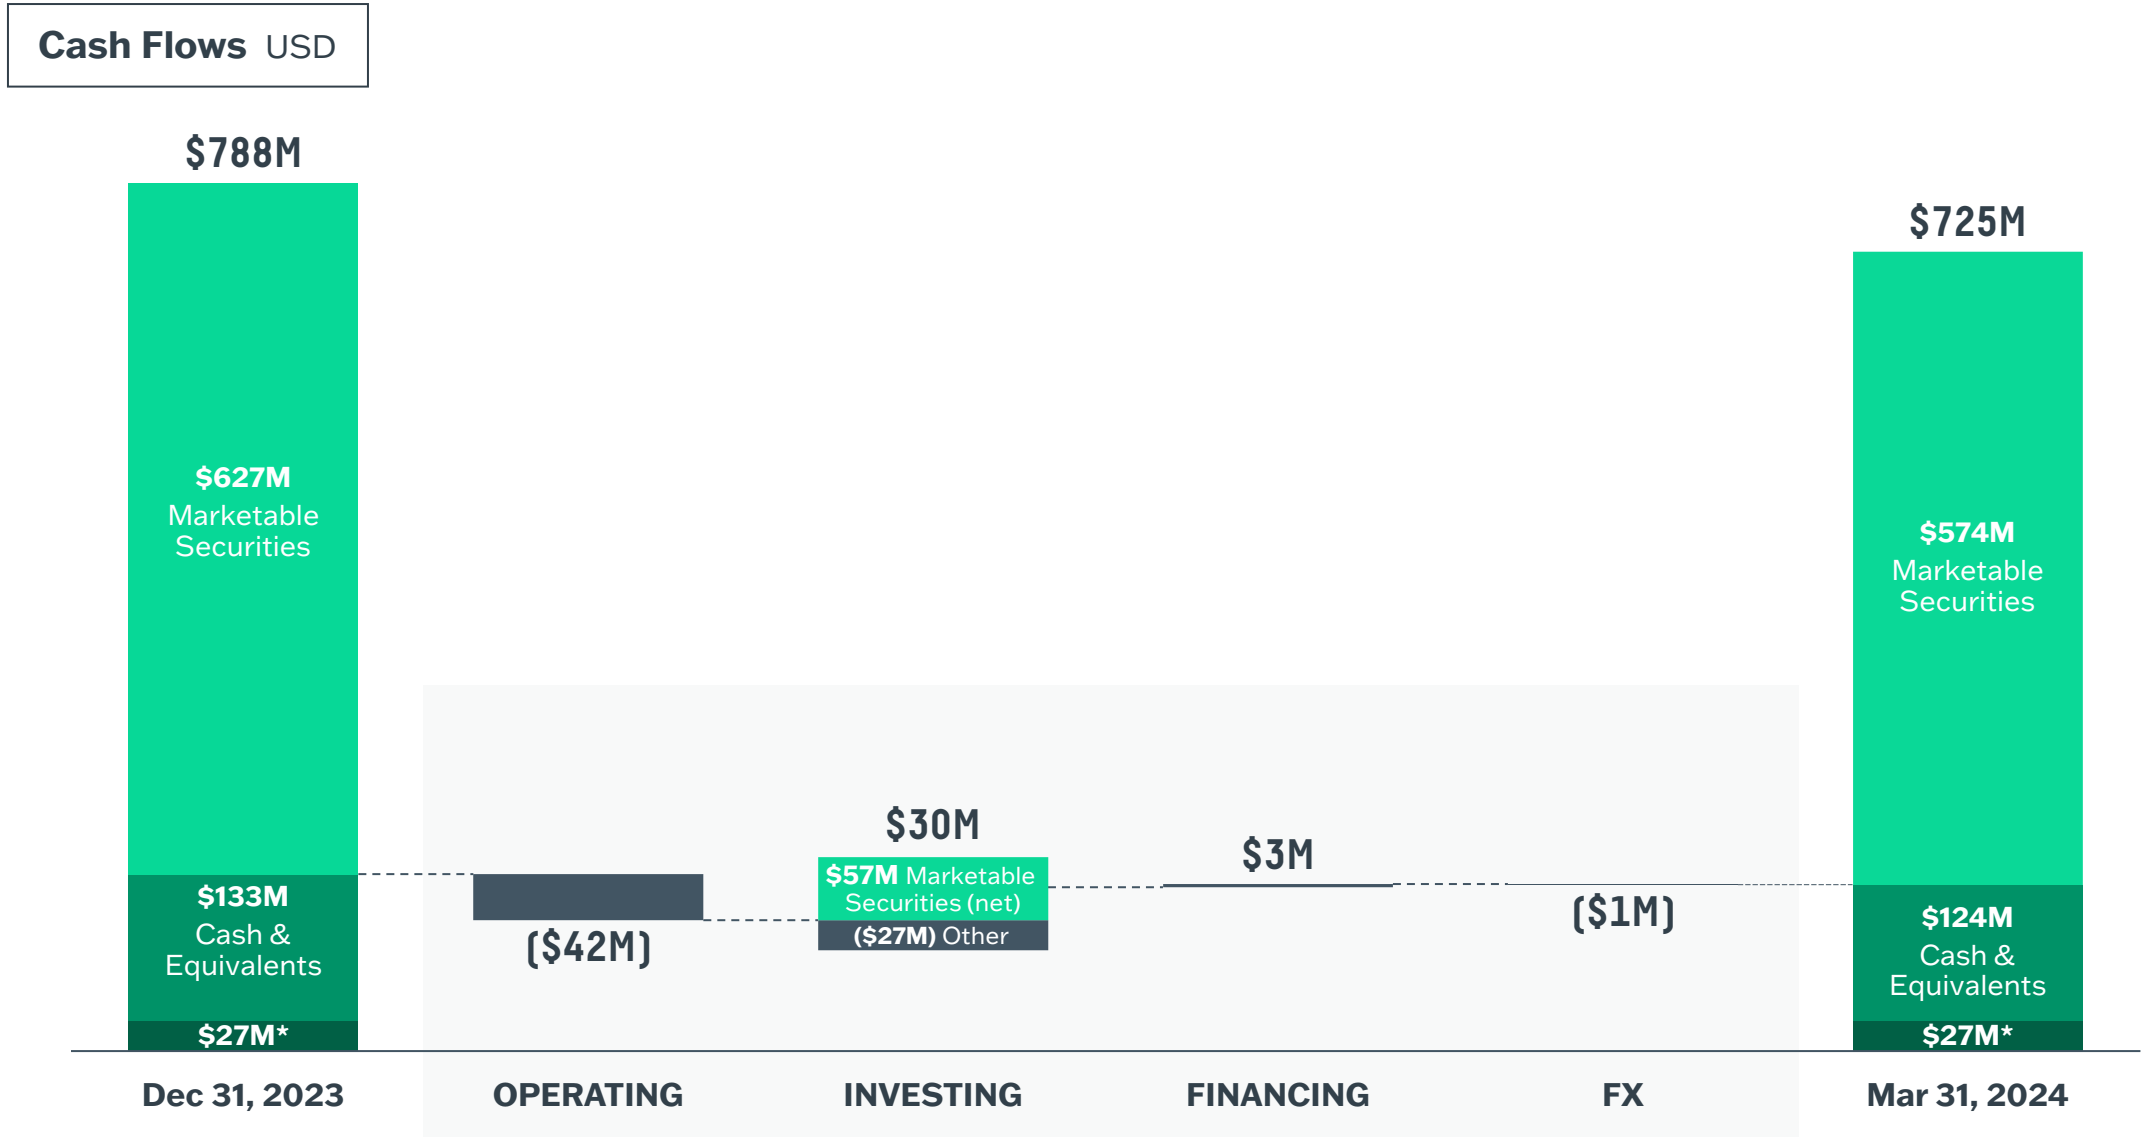 Cash Flows USD
$788M
$627M
Marketable
Securities
$133M
Cash &
Equivalents
$27M*
Dec 31, 2023
($42M)
OPERATING
$30M
$57M Marketable
Securities (net)
($27M) Other
INVESTING
$3M
FINANCING
($1M)
FX
$725M
$574M
Marketable
Securities
$124M
Cash &
Equivalents
$27M*
Mar 31, 2024